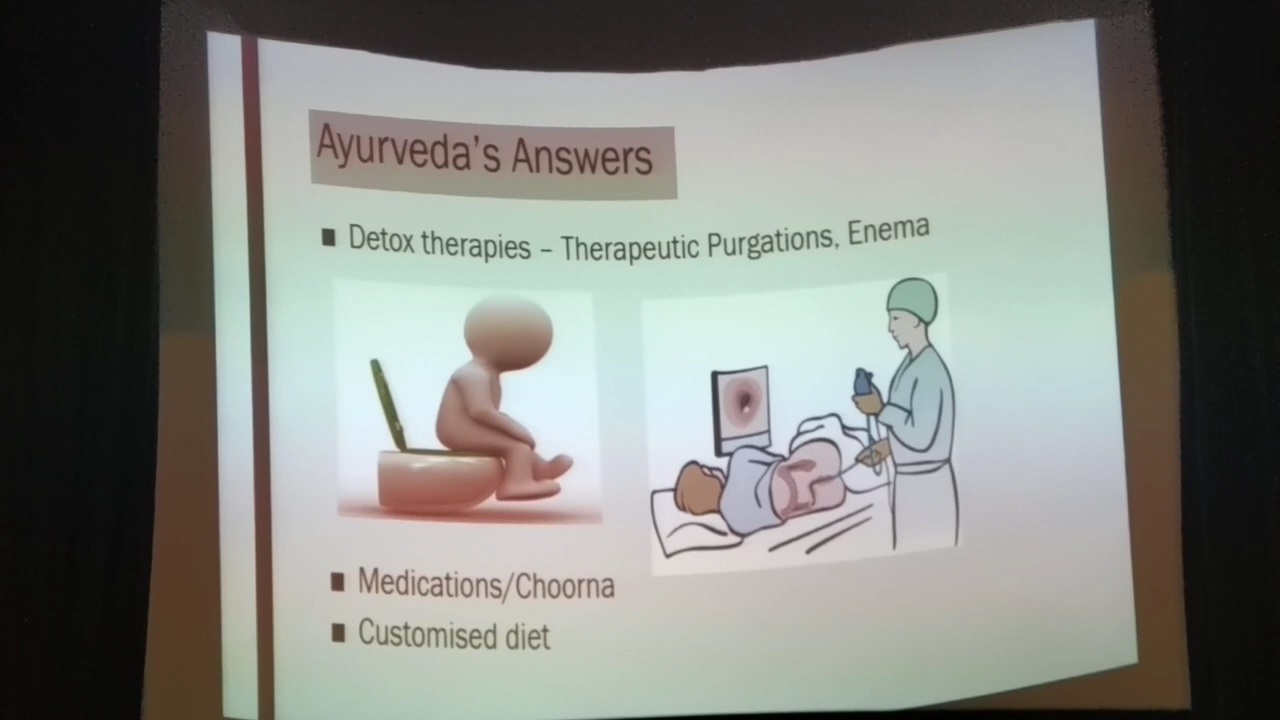 Ayurveda's Answers
■ Detox therapies – Therapeutic Purgations, Enema
■ Medications/Choorna
■ Customised diet